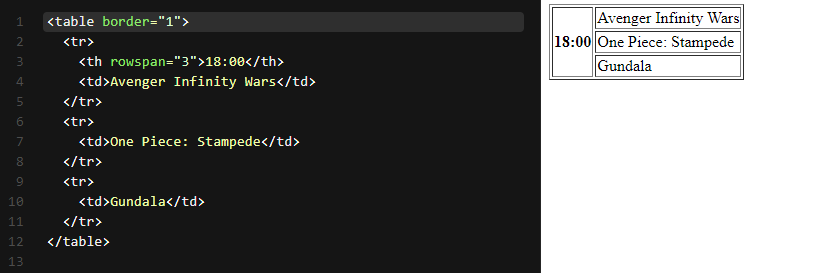 1 <table border="1">
2   <tr>
3     <th rowspan="3">18:00</th>
4     <td>Avenger Infinity Wars</td>
5   </tr>
6   <tr>
7     <td>One Piece: Stampede</td>
8   </tr>
9   <tr>
10     <td>Gundala</td>
11   </tr>
12 </table>
13
18:00
Avenger Infinity Wars
One Piece: Stampede
Gundala